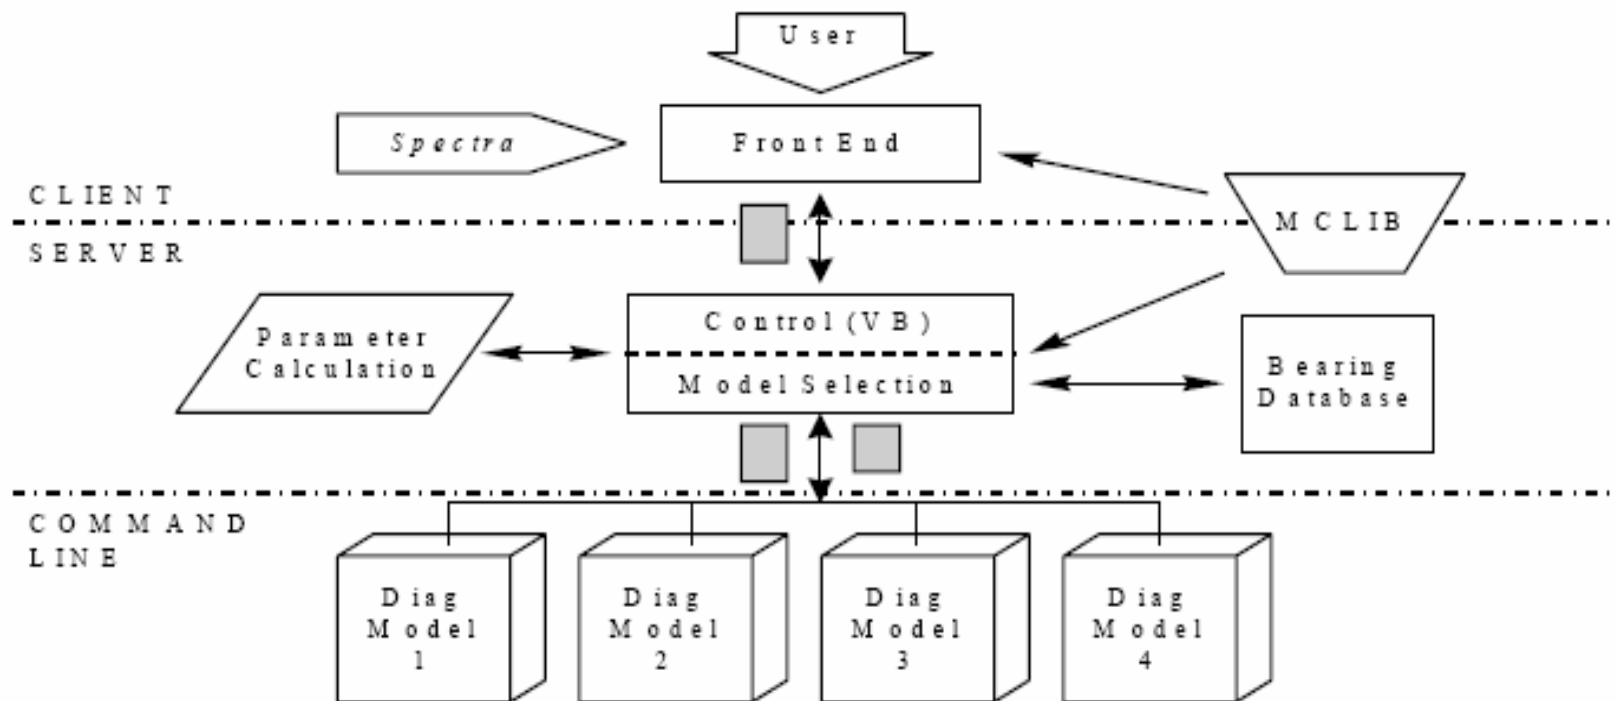 User
Spectra
Front End
CLIENT
MCLIB
SERVER
Parameter
Calculation
Control (VB)
Model Selection
Bearing
Database
COMMAND
LINE
Diag
Model
1
Diag
Model
2
Diag
Model
3
Diag
Model
4